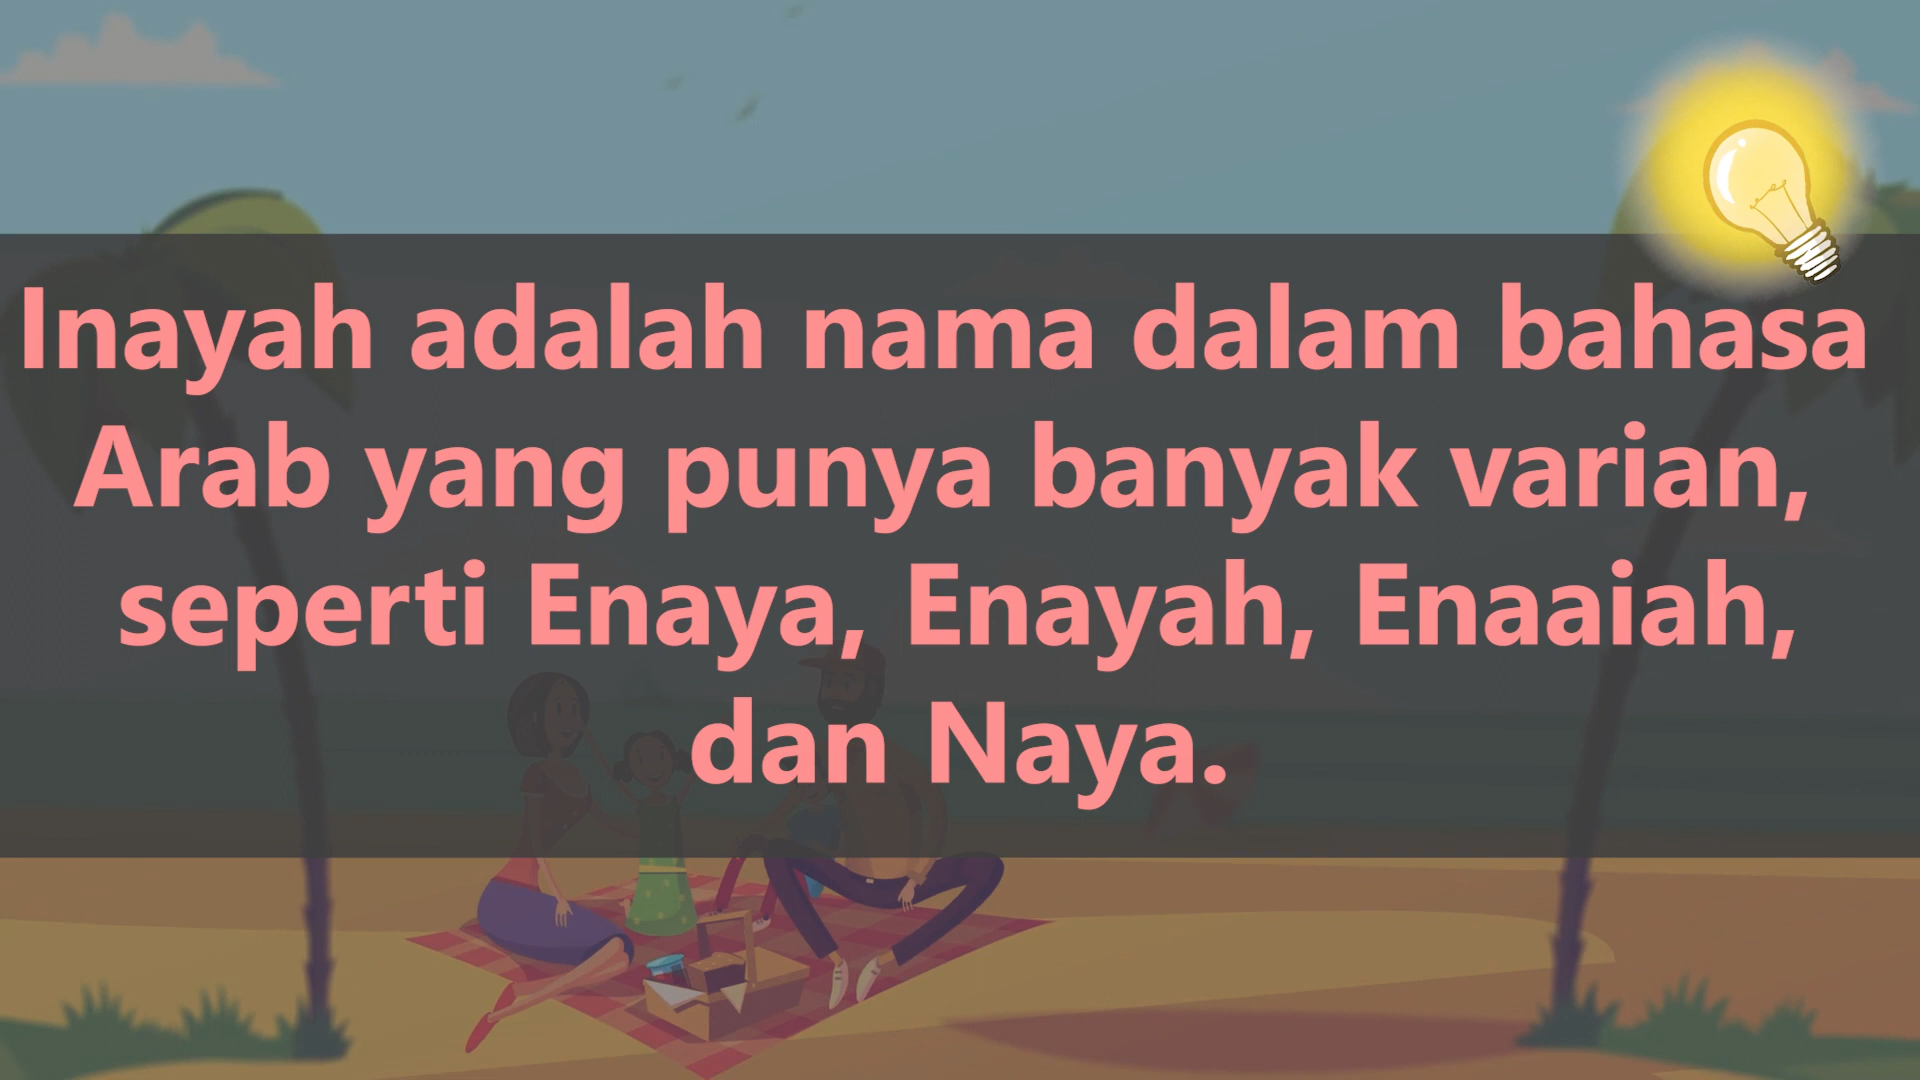 Inayah adalah nama dalam bahasa
Arab yang punya banyak varian,
seperti Enaya, Enayah, Enaaiah,
dan Naya.